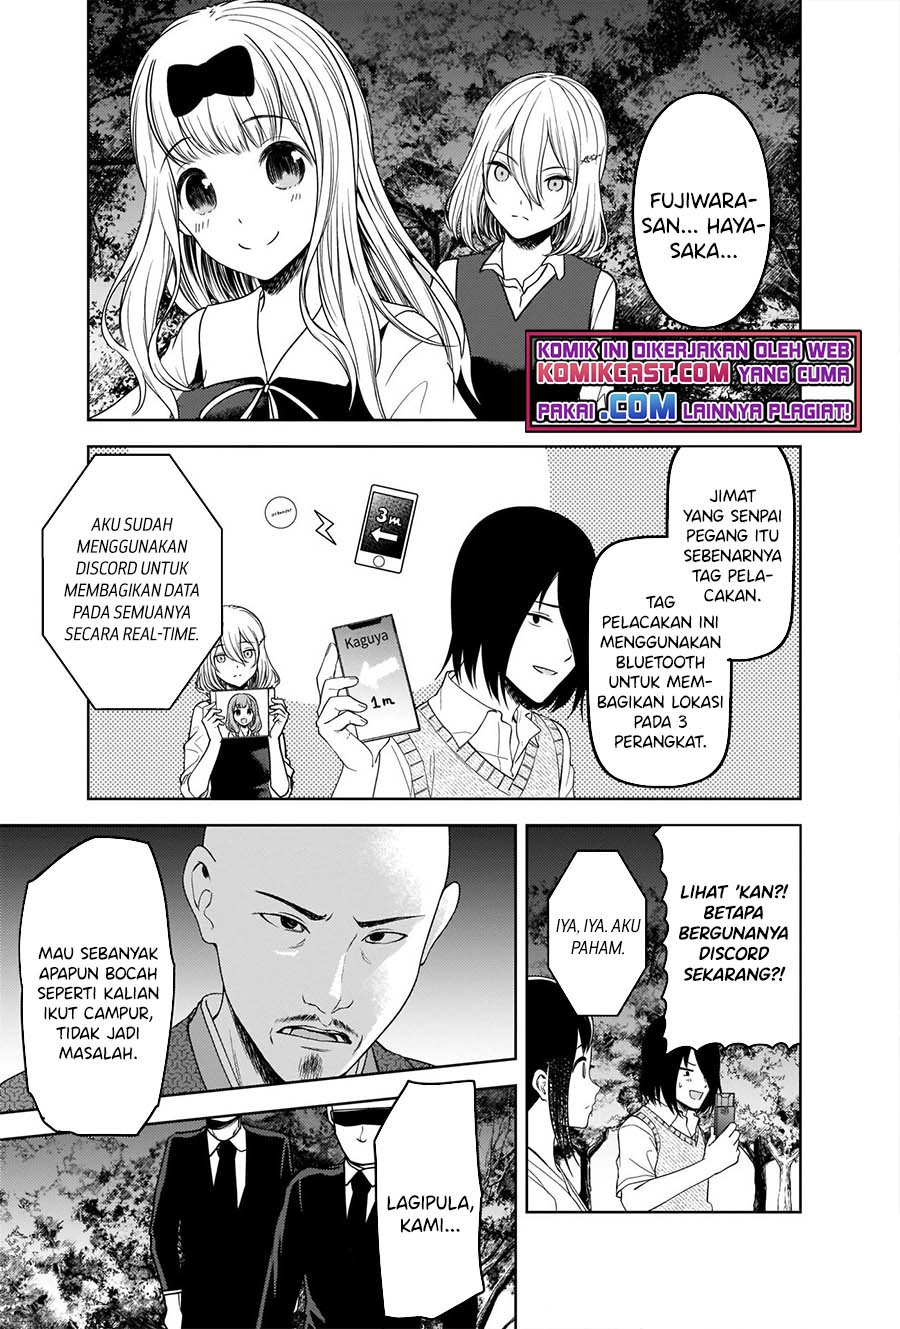 FUJIWARA-
SAN... HAYA-
SAKA...
KOMIK INI DIKERJAKAN OLEH WEB
KOMIKCAST.COM YANG CUMA
PAKAI .COM LAINNYA PLAGIAT!
JIMAT
YANG SENPAI
PEGANG ITU
SEBENARNYA
TAG PELA-
CAKAN.
TAG
PELACAKAN INI
MENGGUNAKAN
BLUETOOTH
UNTUK MEM-
BAGIKAN LOKASI
PADA 3
PERANGKAT.
3m
Kaguya
1m
AKU SUDAH
MENGGUNAKAN
DISCORD UNTUK
MEMBAGIKAN DATA
PADA SEMUANYA
SECARA REAL-TIME.
LIHAT 'KAN?!
BETAPA
BERGUNANYA
DISCORD
SEKARANG?!
IYA, IYA. AKU
PAHAM.
MAU SEBANYAK
APAPUN BOCAH
SEPERTI KALIAN
IKUT CAMPUR,
TIDAK JADI
MASALAH.
LAGIPULA,
KAMI...